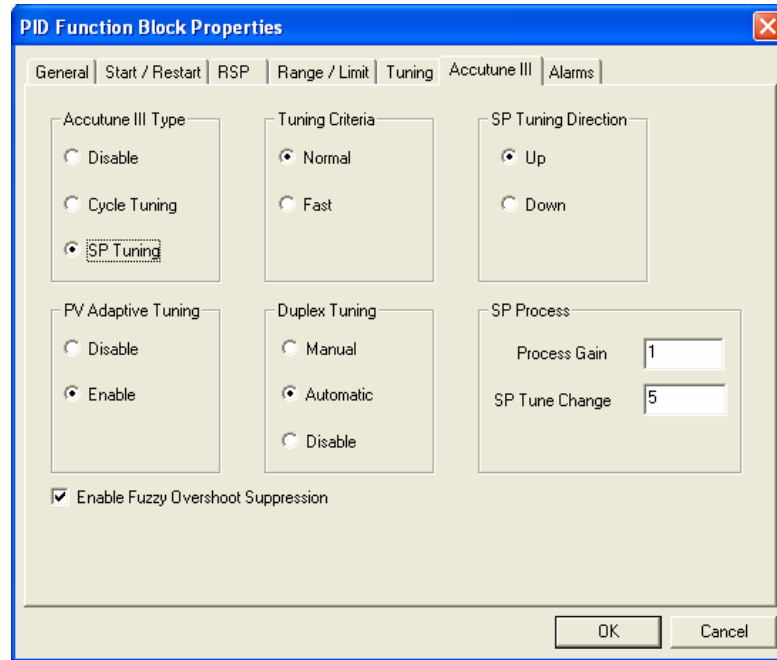 PID Function Block Properties
General Start / Restart RSP Range / Limit Tuning Accutune III Alarms
Accutune III Type
Disable
Cycle Tuning
SP Tuning
Tuning Criteria
Normal
Fast
SP Tuning Direction
Up
Down
PV Adaptive Tuning
Disable
Enable
Duplex Tuning
Manual
Automatic
Disable
SP Process
Process Gain 1
SP Tune Change 5
Enable Fuzzy Overshoot Suppression
OK Cancel